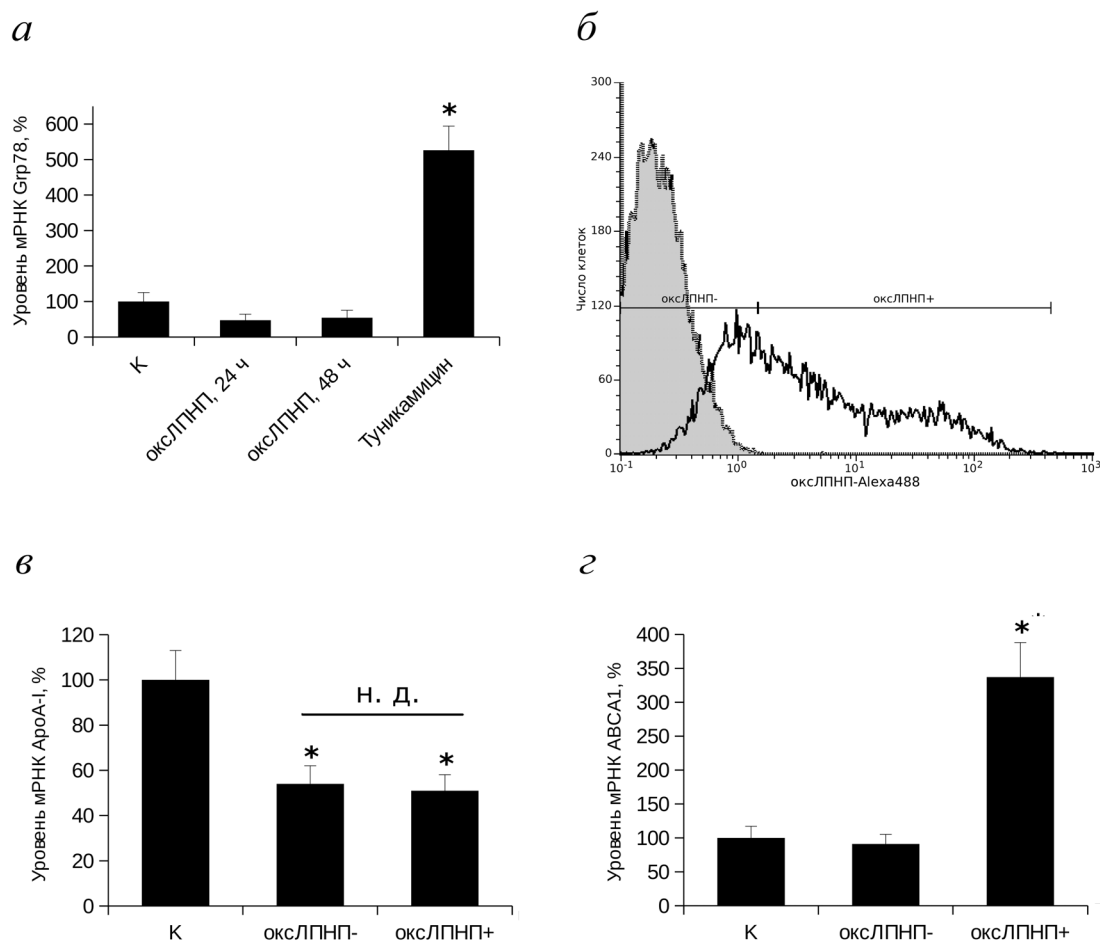 а
Уровень мРНК Grp78, %
600
500
400
300
200
100
0
*
К
оксЛПНП, 24 ч
оксЛПНП, 48 ч
Туникамицин
б
Число клеток
300
240
180
120
60
0
оксЛПНП-
оксЛПНП+
10-1
100
101
102
103
оксЛПНП-Alexa488
в
Уровень мРНК ApoA-I, %
120
100
80
60
40
20
0
н. д.
*
*
К
оксЛПНП-
оксЛПНП+
г
Уровень мРНК ABCA1, %
400
350
300
250
200
150
100
50
0
*
К
оксЛПНП-
оксЛПНП+